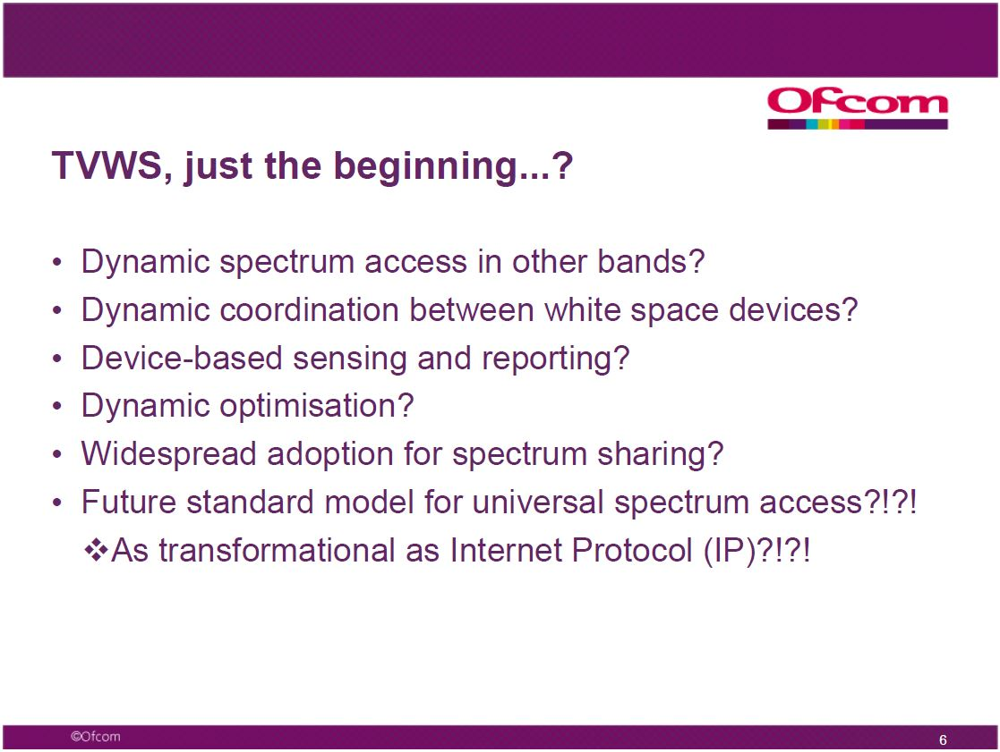 Ofcom
TVWS, just the beginning...?
• Dynamic spectrum access in other bands?
• Dynamic coordination between white space devices?
• Device-based sensing and reporting?
• Dynamic optimisation?
• Widespread adoption for spectrum sharing?
• Future standard model for universal spectrum access?!?!
❖As transformational as Internet Protocol (IP)?!?!
©Ofcom
6